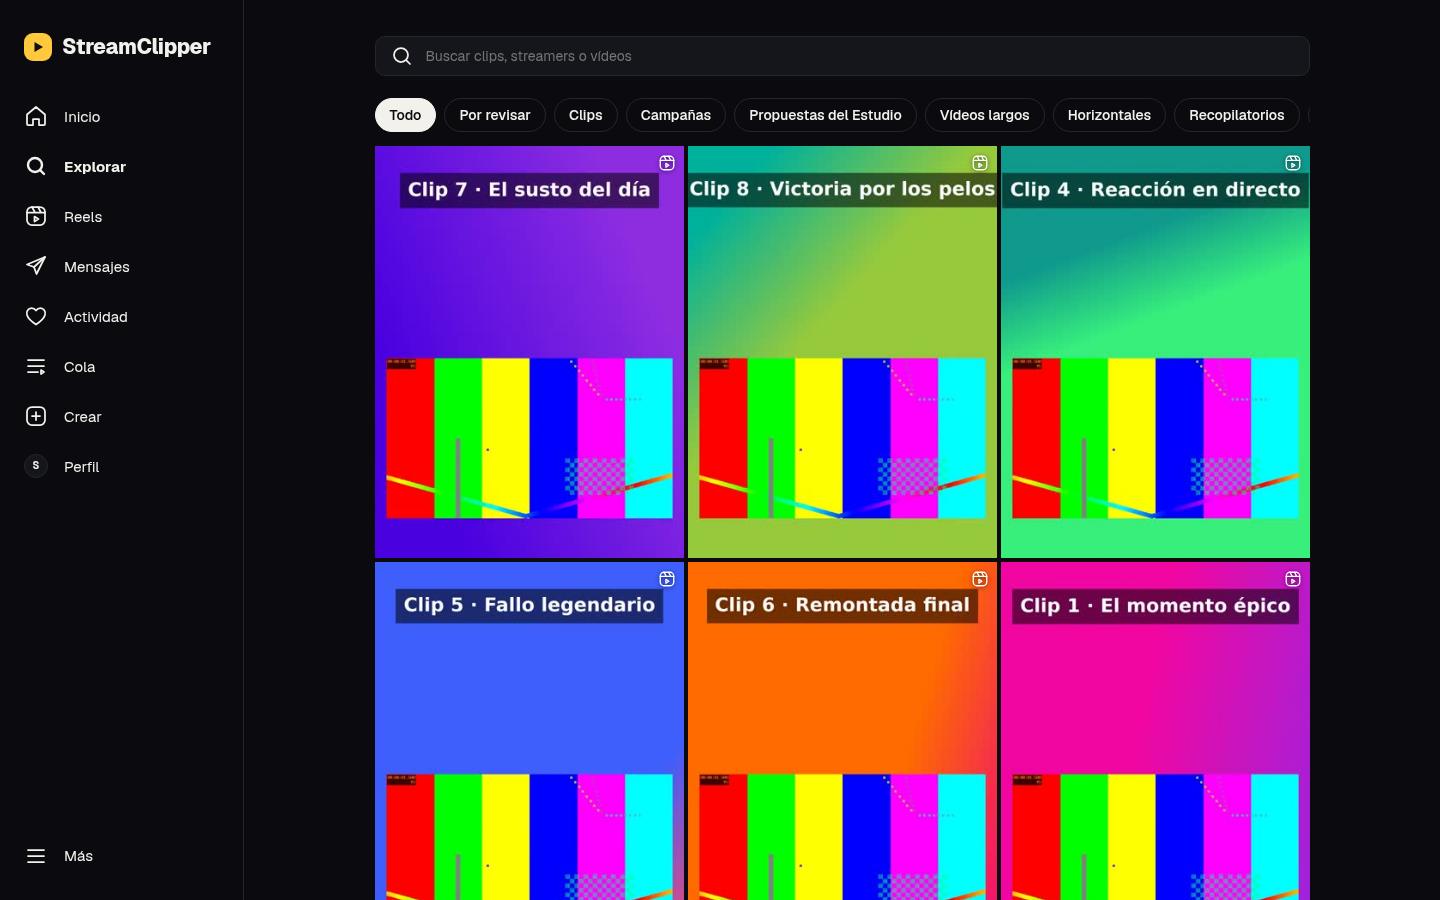 StreamClipper
Buscar clips, streamers o vídeos
Inicio
Explorar
Reels
Mensajes
Actividad
Cola
Crear
S Perfil
Más
Todo
Por revisar
Clips
Campañas
Propuestas del Estudio
Vídeos largos
Horizontales
Recopilatorios
Clip 7 · El susto del día
Clip 8 · Victoria por los pelos
Clip 4 · Reacción en directo
Clip 5 · Fallo legendario
Clip 6 · Remontada final
Clip 1 · El momento épico